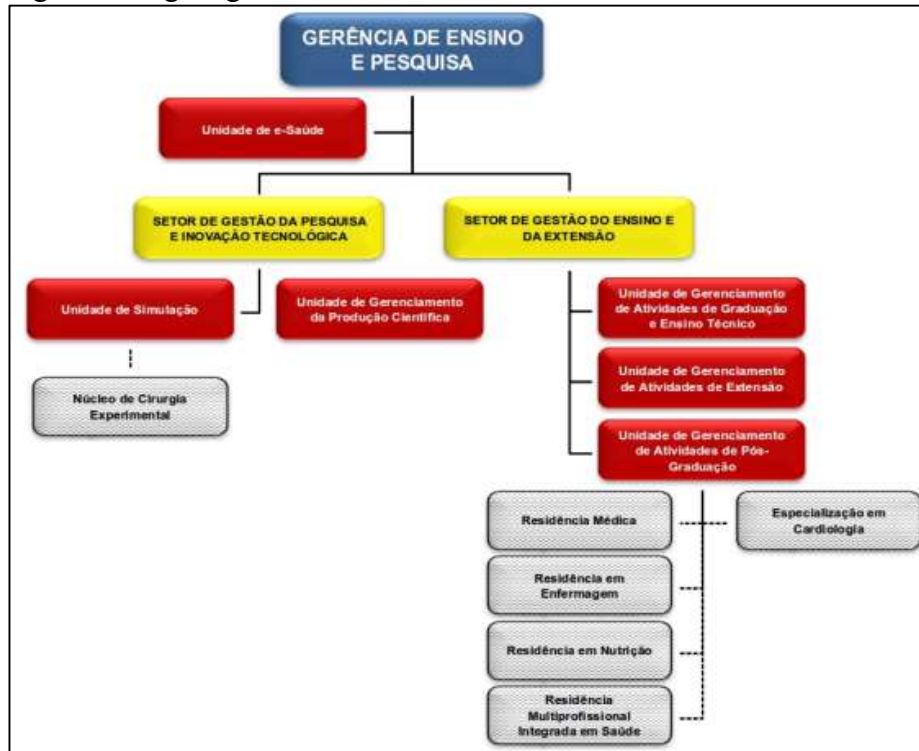 GERÊNCIA DE ENSINO
E PESQUISA
Unidade de e-Saúde
SETOR DE GESTÃO DA PESQUISA
E INOVAÇÃO TECNOLÓGICA
SETOR DE GESTÃO DO ENSINO E
DA EXTENSÃO
Unidade de Simulação
Unidade de Gerenciamento
da Produção Científica
Núcleo de Cirurgia
Experimental
Unidade de Gerenciamento
de Atividades de Graduação
e Ensino Técnico
Unidade de Gerenciamento
de Atividades de Extensão
Unidade de Gerenciamento
de Atividades de Pós-
Graduação
Residência Médica
Especialização em
Cardiologia
Residência em
Enfermagem
Residência em Nutrição
Residência
Multiprofissional
Integrada em Saúde